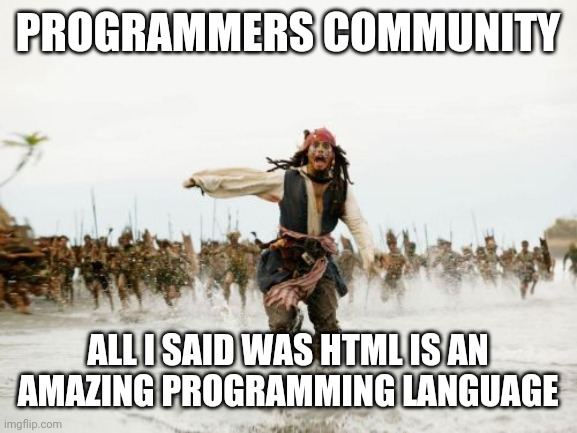 PROGRAMMERS COMMUNITY
ALL I SAID WAS HTML IS AN
AMAZING PROGRAMMING LANGUAGE
imgflip.com